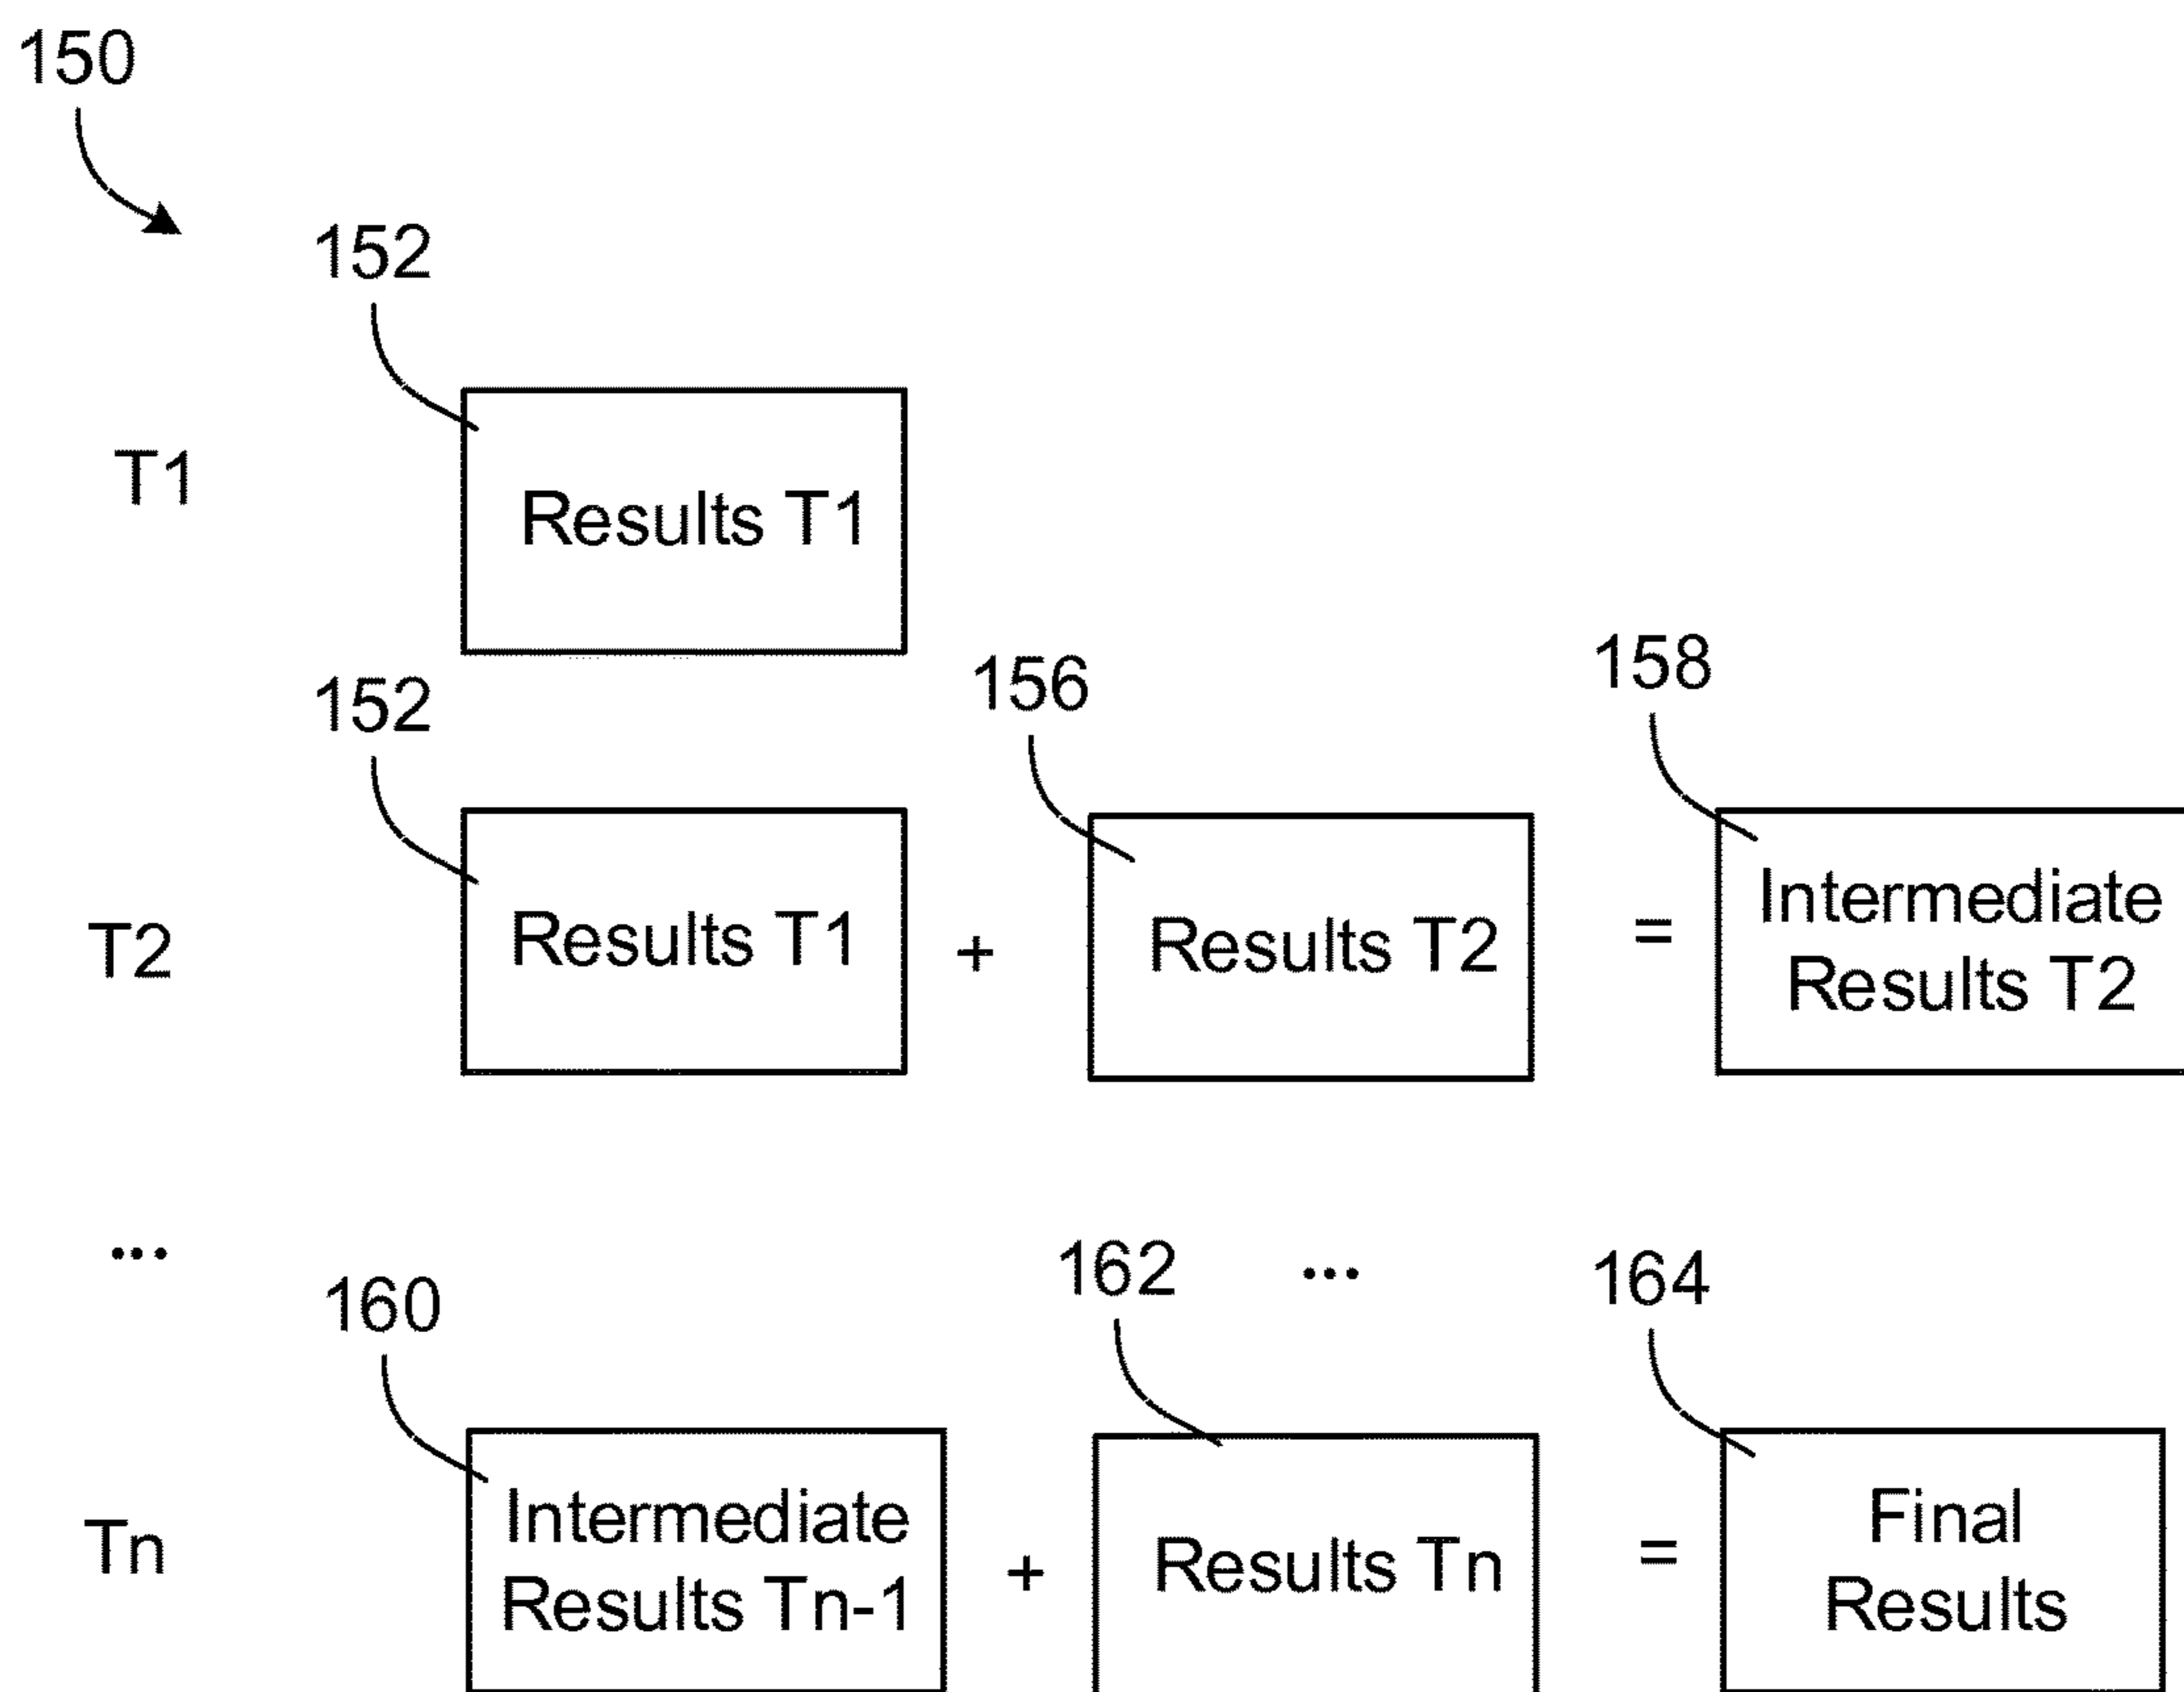 150
152
T1
Results T1
152
156
158
T2
Results T1
+
Results T2
=
Intermediate
Results T2
...
160
162
...
164
Tn
Intermediate
Results Tn-1
+
Results Tn
=
Final
Results